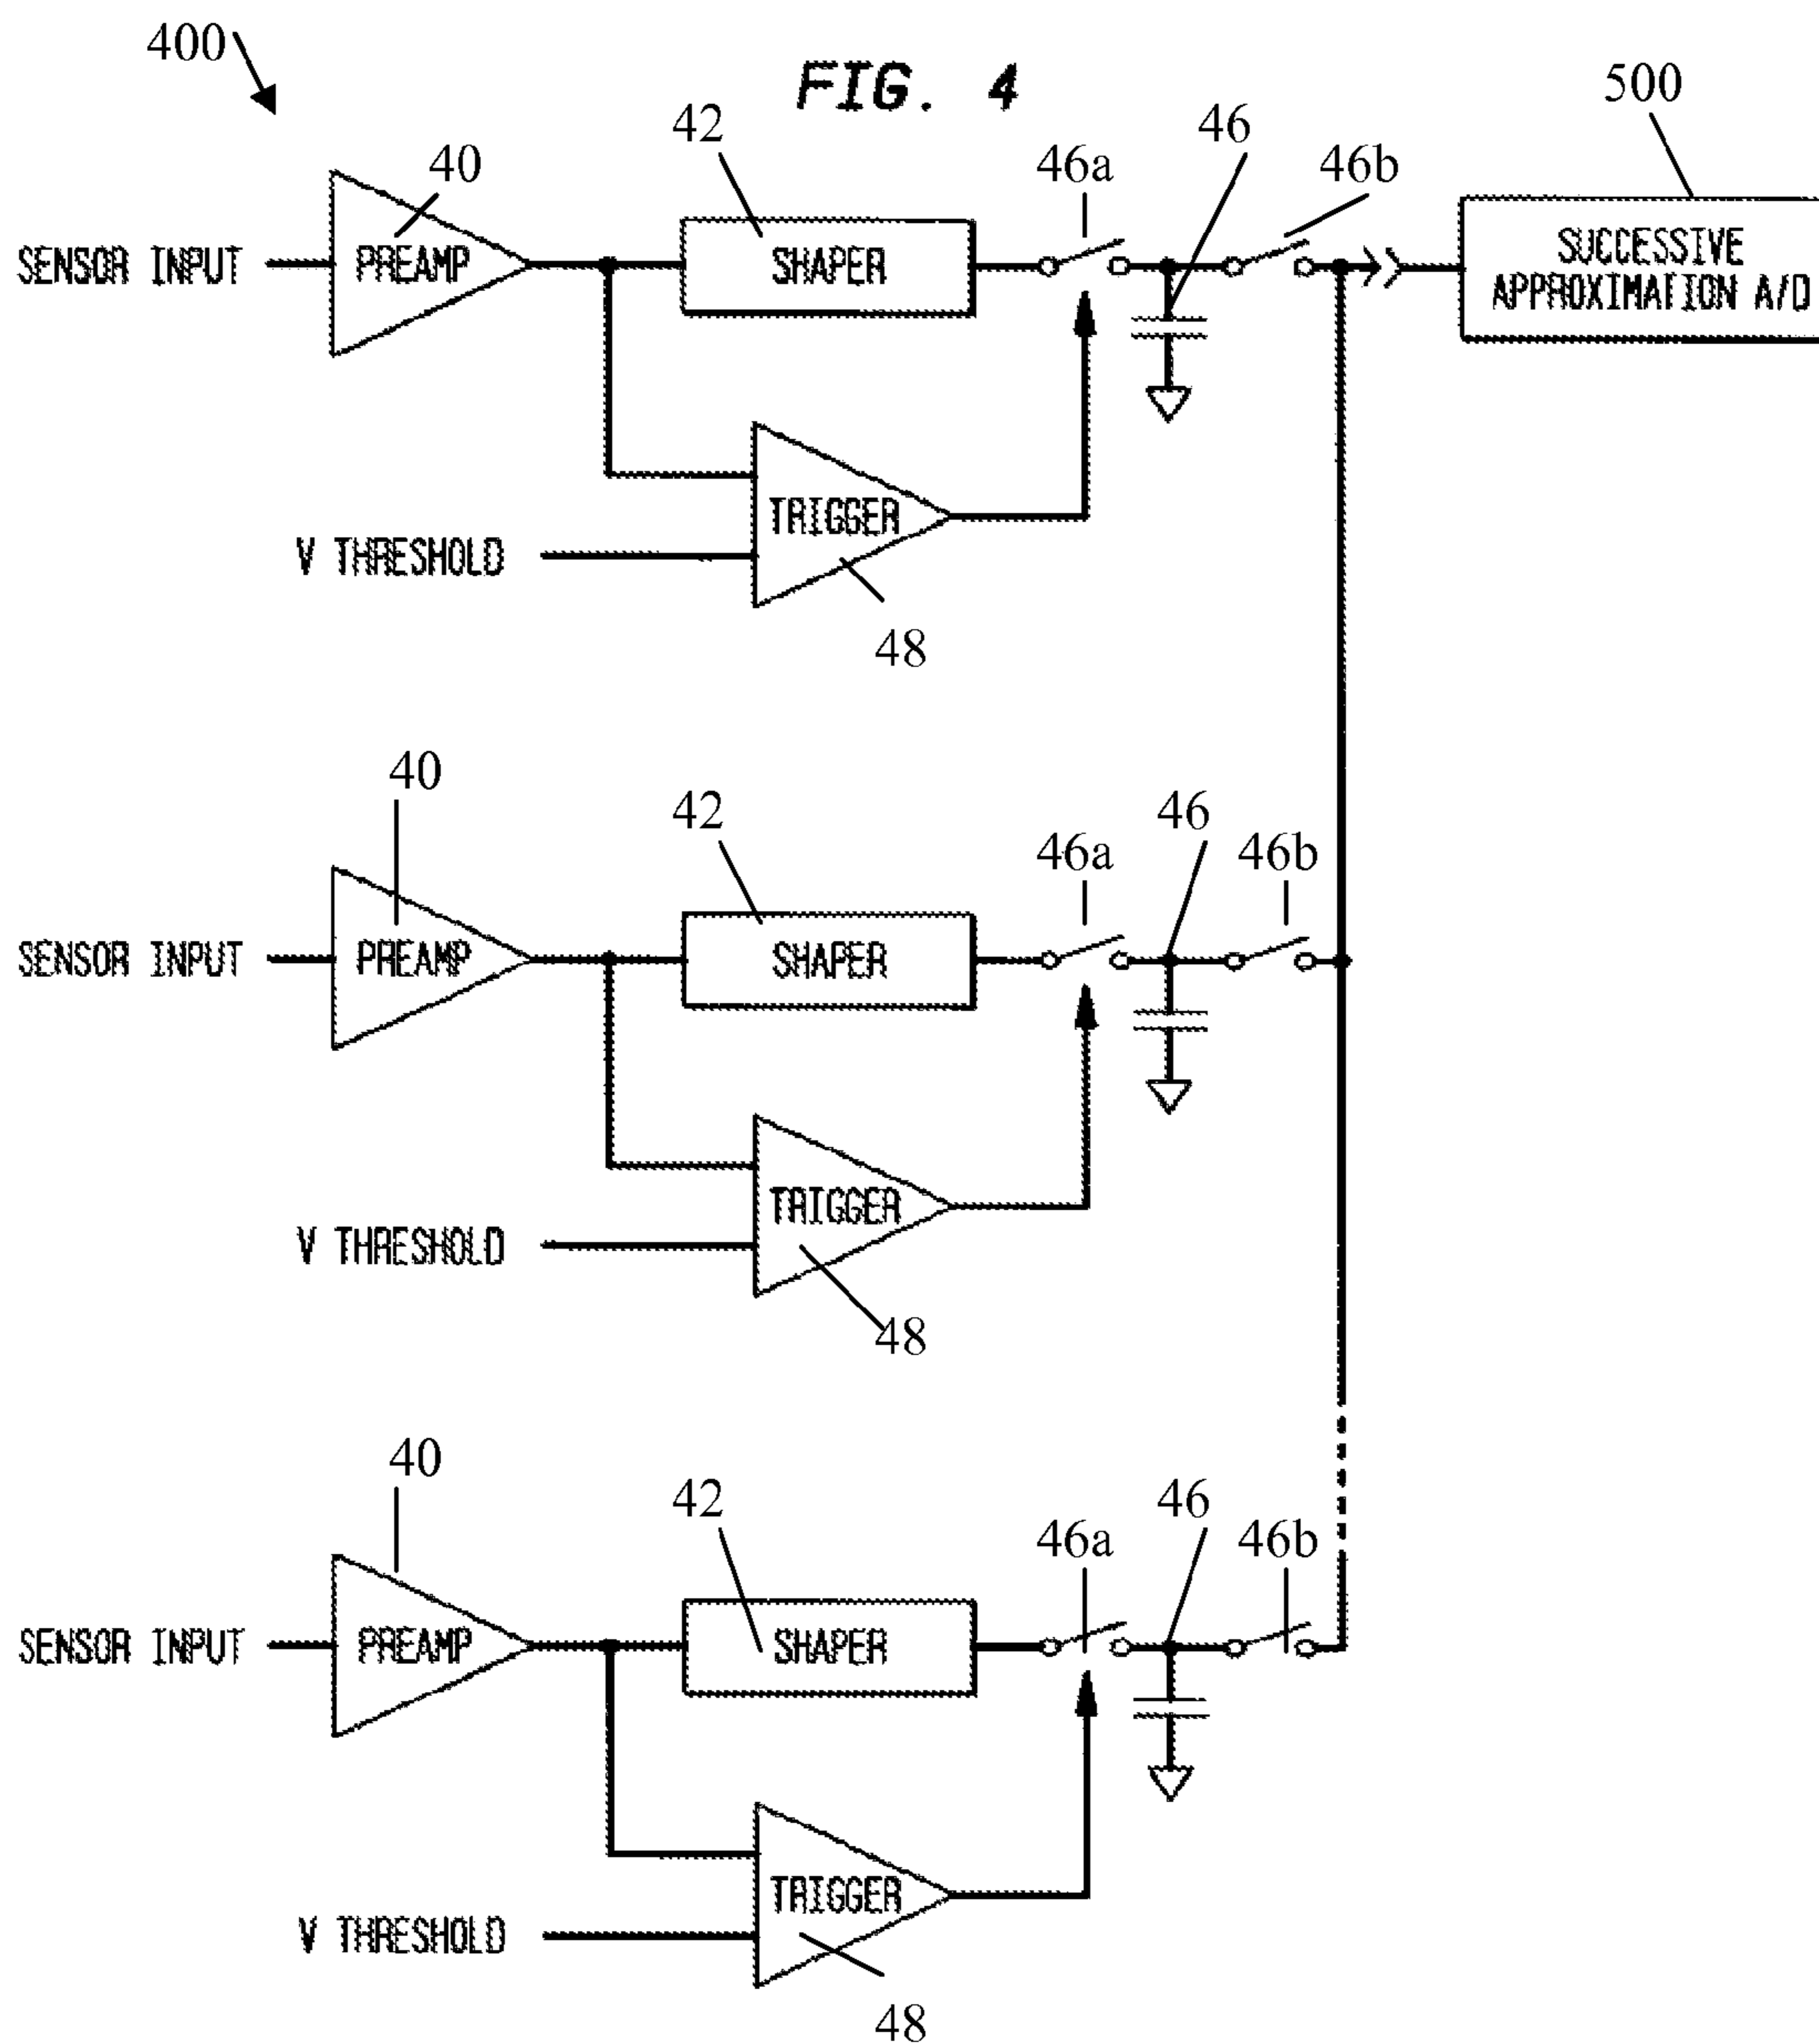 400
FIG. 4
500
42
46
40
46a
46b
SENSOR INPUT
PREAMP
SHAPER
SUCCESSIVE
APPROXIMATION A/D
TRIGGER
V THRESHOLD
48
40
42
46a
46
46b
SENSOR INPUT
PREAMP
SHAPER
TRIGGER
V THRESHOLD
48
40
42
46a
46
46b
SENSOR INPUT
PREAMP
SHAPER
TRIGGER
V THRESHOLD
48